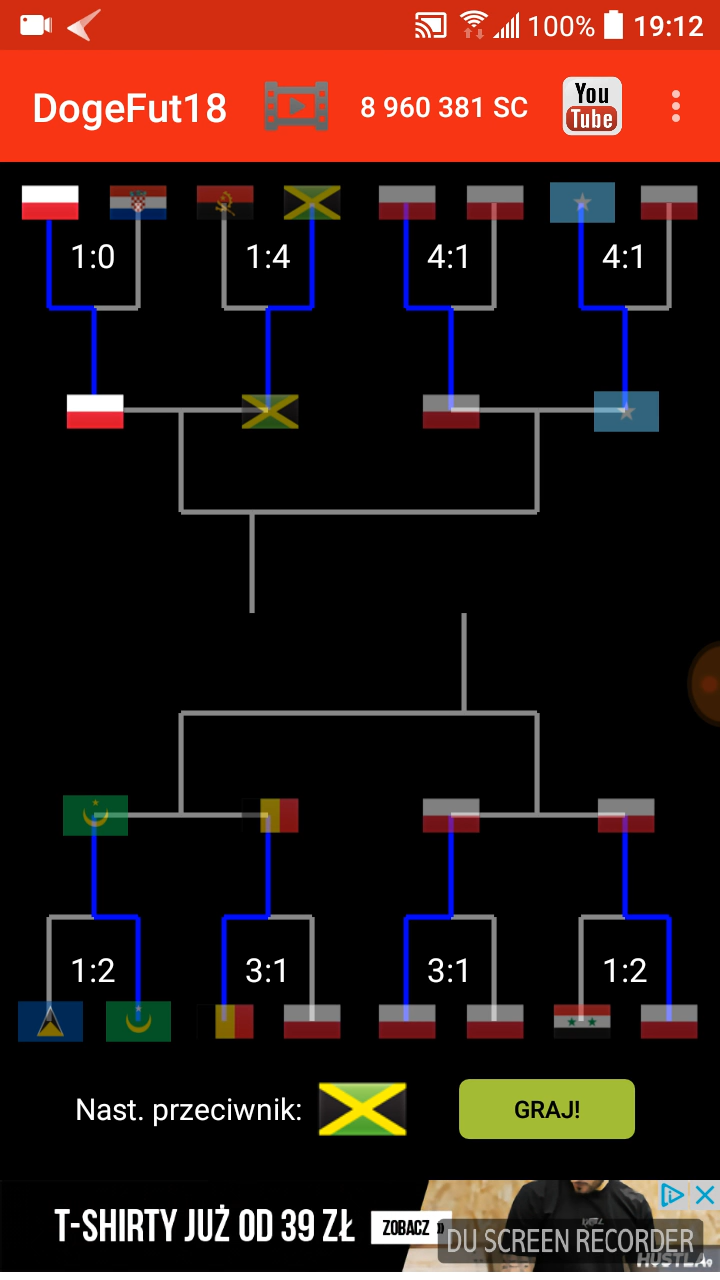 100% 19:12
DogeFut18 8 960 381 SC You Tube
1:0 1:4 4:1 4:1
1:2 3:1 3:1 1:2
Nast. przeciwnik: GRAJ!
T-SHIRTY JUŻ OD 39 ZŁ ZOBACZ »
DU SCREEN RECORDER